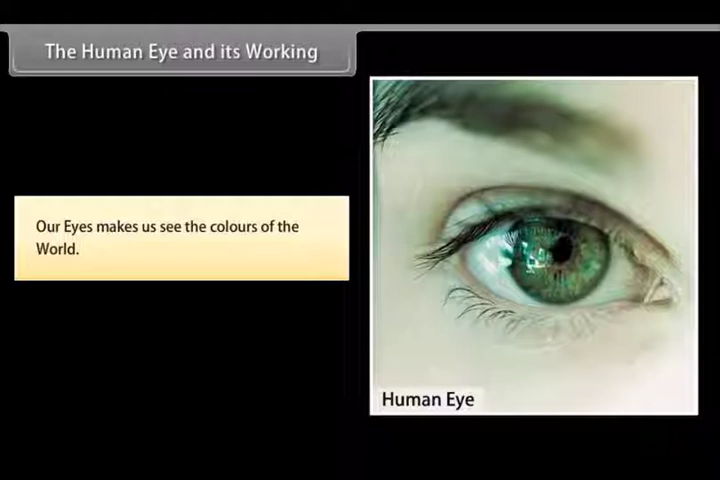 The Human Eye and its Working
Our Eyes makes us see the colours of the
World.
Human Eye